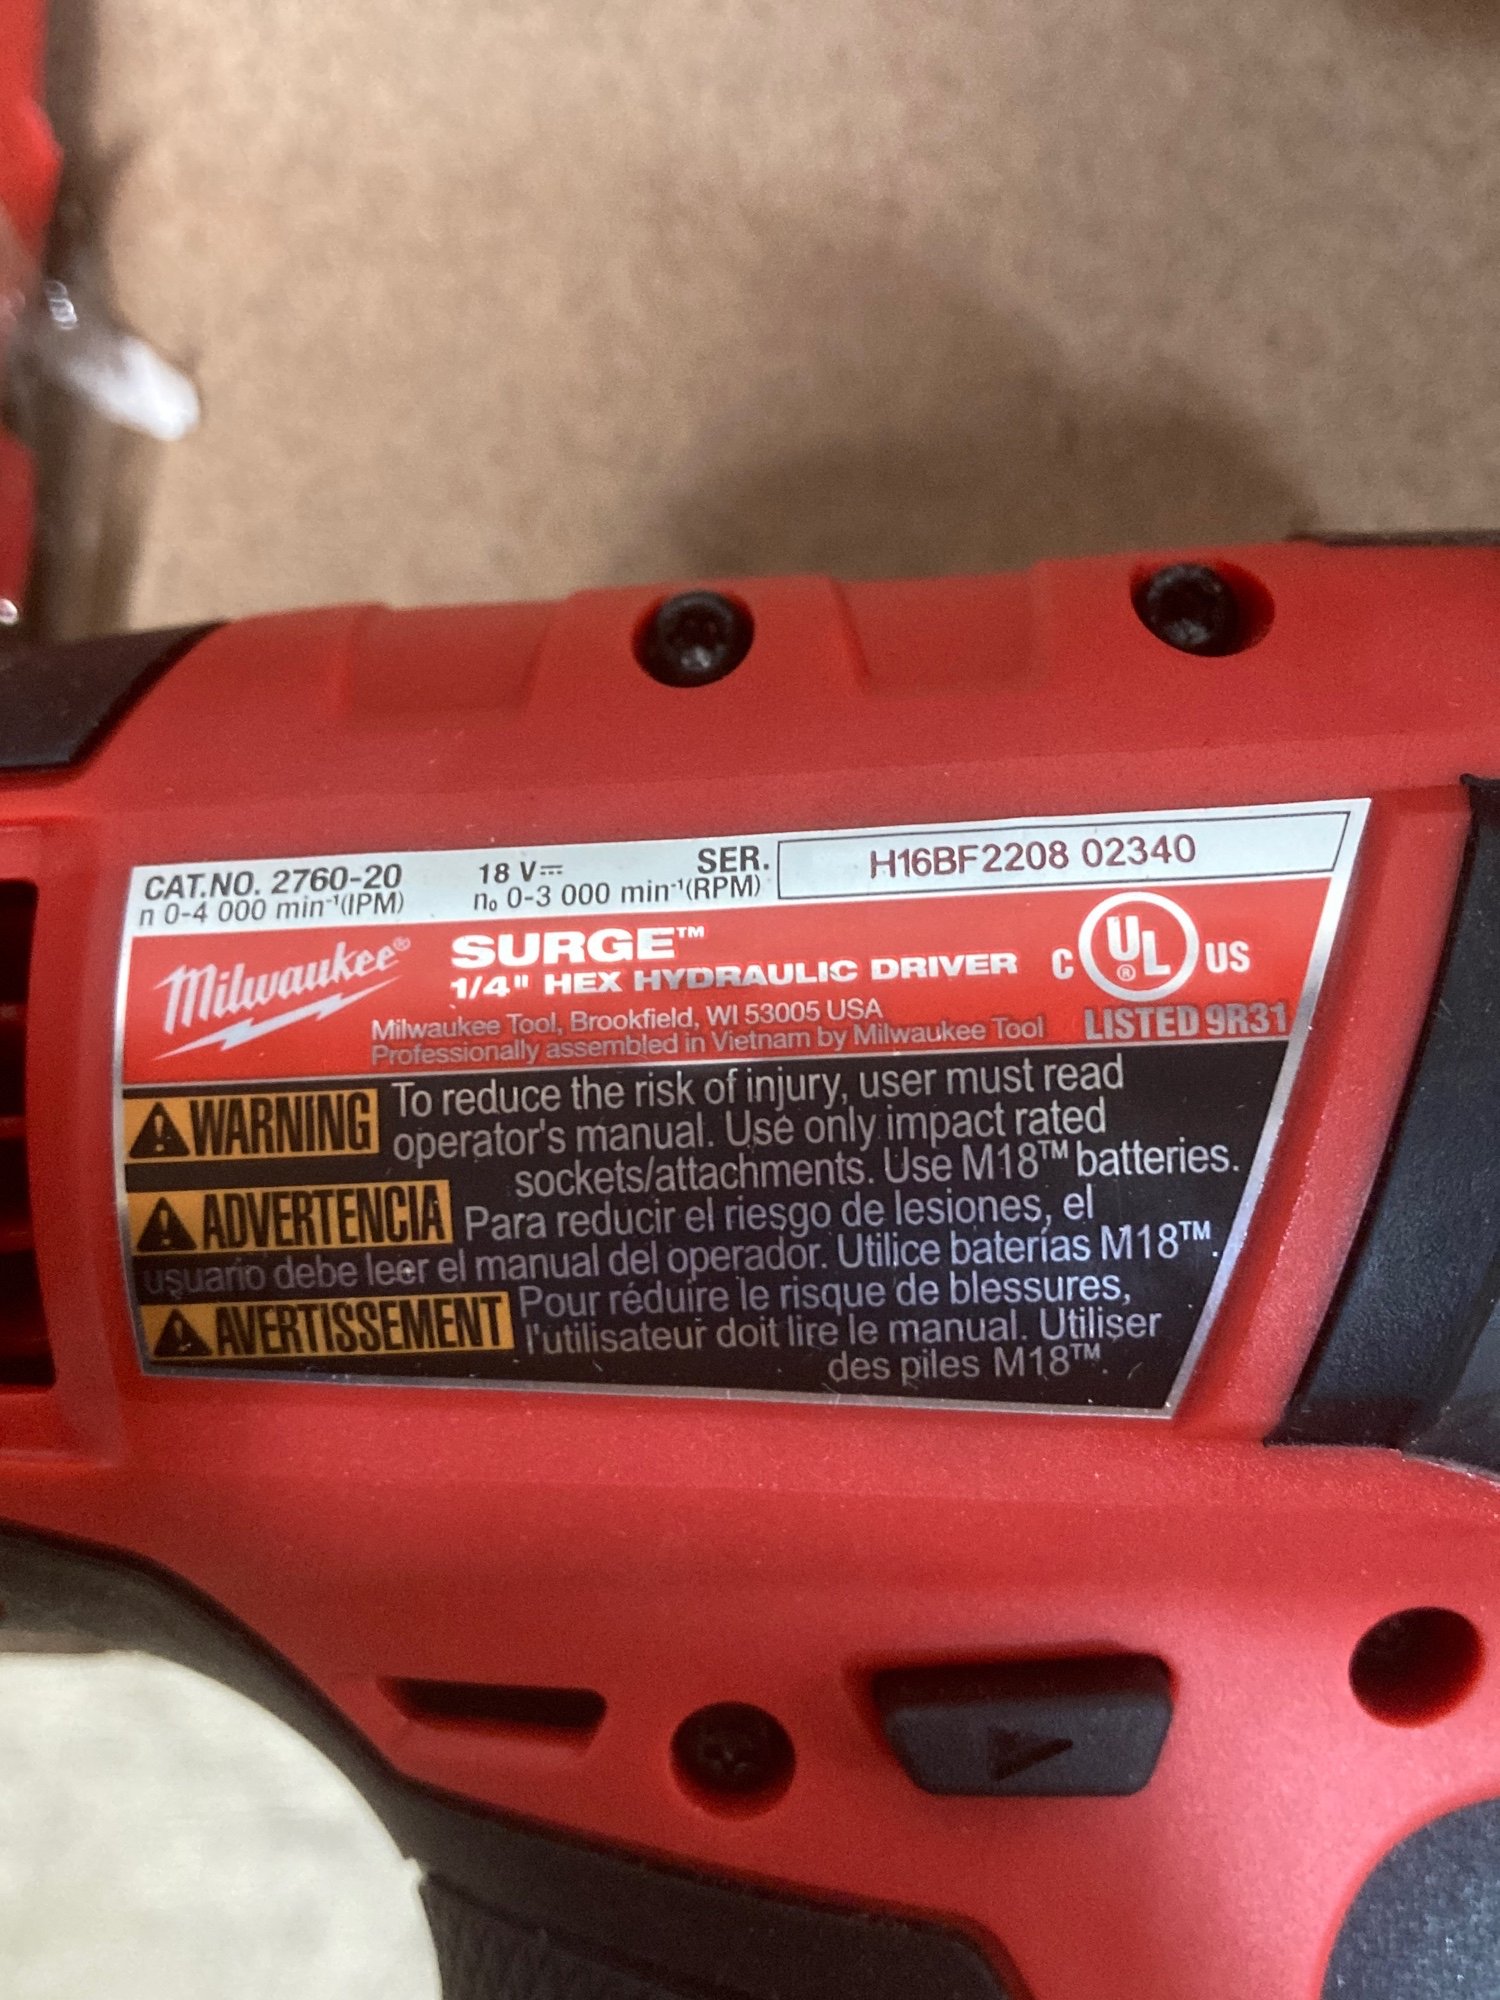 CAT.NO. 2760-20 18 V⎓ SER. H16BF2208 02340
n 0-4 000 min⁻¹(IPM) n₀ 0-3 000 min⁻¹(RPM)
Milwaukee® SURGE™
1/4" HEX HYDRAULIC DRIVER
C UL® US
Milwaukee Tool, Brookfield, WI 53005 USA
Professionally assembled in Vietnam by Milwaukee Tool
LISTED 9R31
WARNING To reduce the risk of injury, user must read
operator's manual. Use only impact rated
sockets/attachments. Use M18™ batteries.
ADVERTENCIA Para reducir el riesgo de lesiones, el
usuario debe leer el manual del operador. Utilice baterías M18™.
AVERTISSEMENT Pour réduire le risque de blessures,
l'utilisateur doit lire le manual. Utiliser
des piles M18™.